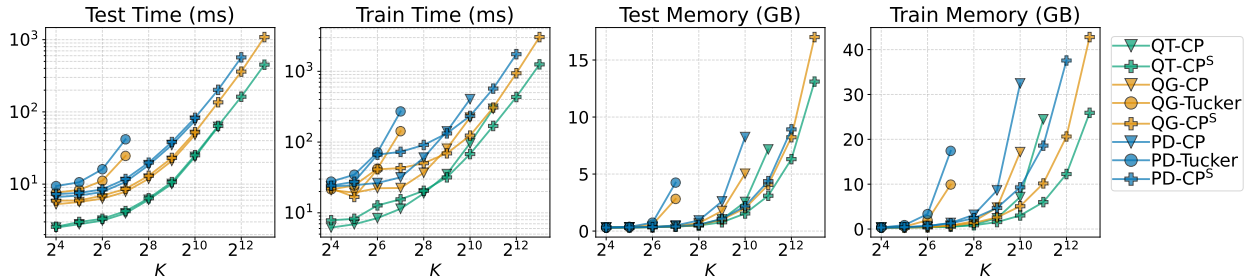 Test Time (ms)
10³
10²
10¹
2⁴ 2⁶ 2⁸ 2¹⁰ 2¹²
K
Train Time (ms)
10³
10²
10¹
2⁴ 2⁶ 2⁸ 2¹⁰ 2¹²
K
Test Memory (GB)
15
10
5
0
2⁴ 2⁶ 2⁸ 2¹⁰ 2¹²
K
Train Memory (GB)
40
30
20
10
0
2⁴ 2⁶ 2⁸ 2¹⁰ 2¹²
K
QT-CP
QT-CPˢ
QG-CP
QG-Tucker
QG-CPˢ
PD-CP
PD-Tucker
PD-CPˢ